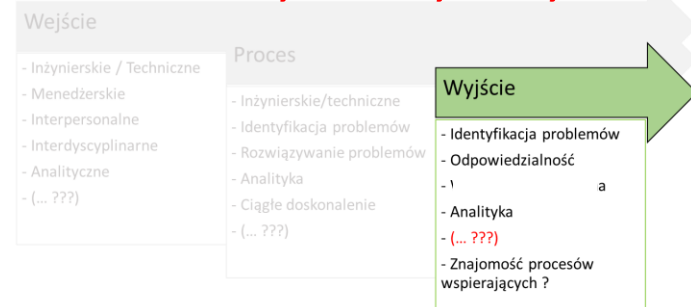 Wejście
- Inżynierskie / Techniczne
- Menedżerskie
- Interpersonalne
- Interdyscyplinarne
- Analityczne
- (... ???)
Proces
- Inżynierskie/techniczne
- Identyfikacja problemów
- Rozwiązywanie problemów
- Analityka
- Ciągłe doskonalenie
- (... ???)
Wyjście
- Identyfikacja problemów
- Odpowiedzialność
-
- Analityka
- (... ???)
- Znajomość procesów
wspierających ?